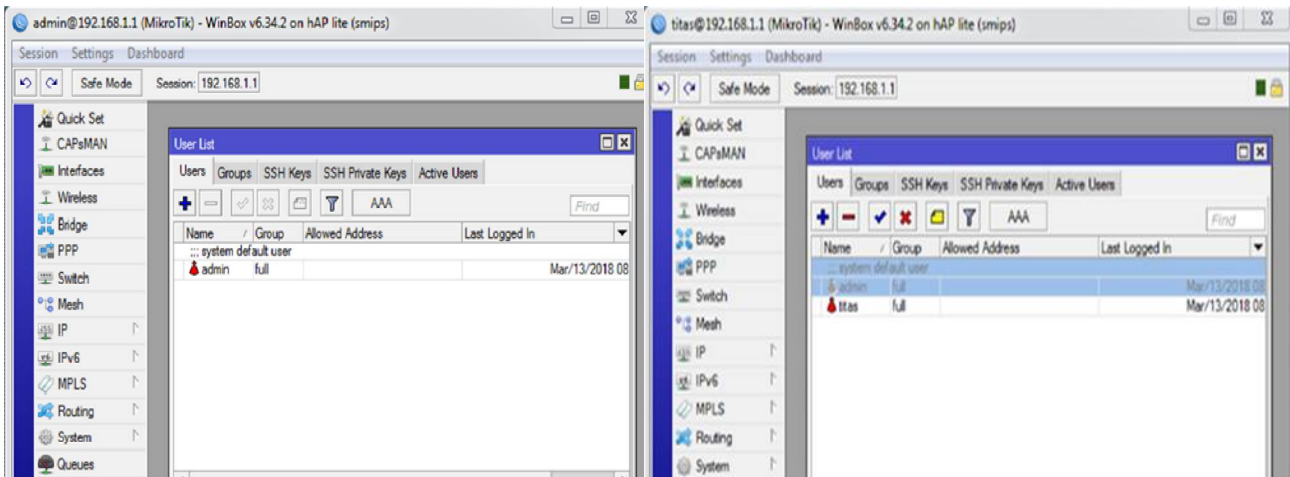 admin@192.168.1.1 (MikroTik) - WinBox v6.34.2 on hAP lite (smips)
Session Settings Dashboard
Safe Mode Session: 192.168.1.1
Quick Set
CAPsMAN
Interfaces
Wireless
Bridge
PPP
Switch
Mesh
IP
IPv6
MPLS
Routing
System
Queues
User List
Users Groups SSH Keys SSH Private Keys Active Users
AAA Find
Name / Group Allowed Address Last Logged In
::: system default user
admin full Mar/13/2018 08
titas@192.168.1.1 (MikroTik) - WinBox v6.34.2 on hAP lite (smips)
Session Settings Dashboard
Safe Mode Session: 192.168.1.1
Quick Set
CAPsMAN
Interfaces
Wireless
Bridge
PPP
Switch
Mesh
IP
IPv6
MPLS
Routing
System
User List
Users Groups SSH Keys SSH Private Keys Active Users
AAA Find
Name / Group Allowed Address Last Logged In
::: system default user
admin full Mar/13/2018 08
titas full Mar/13/2018 08